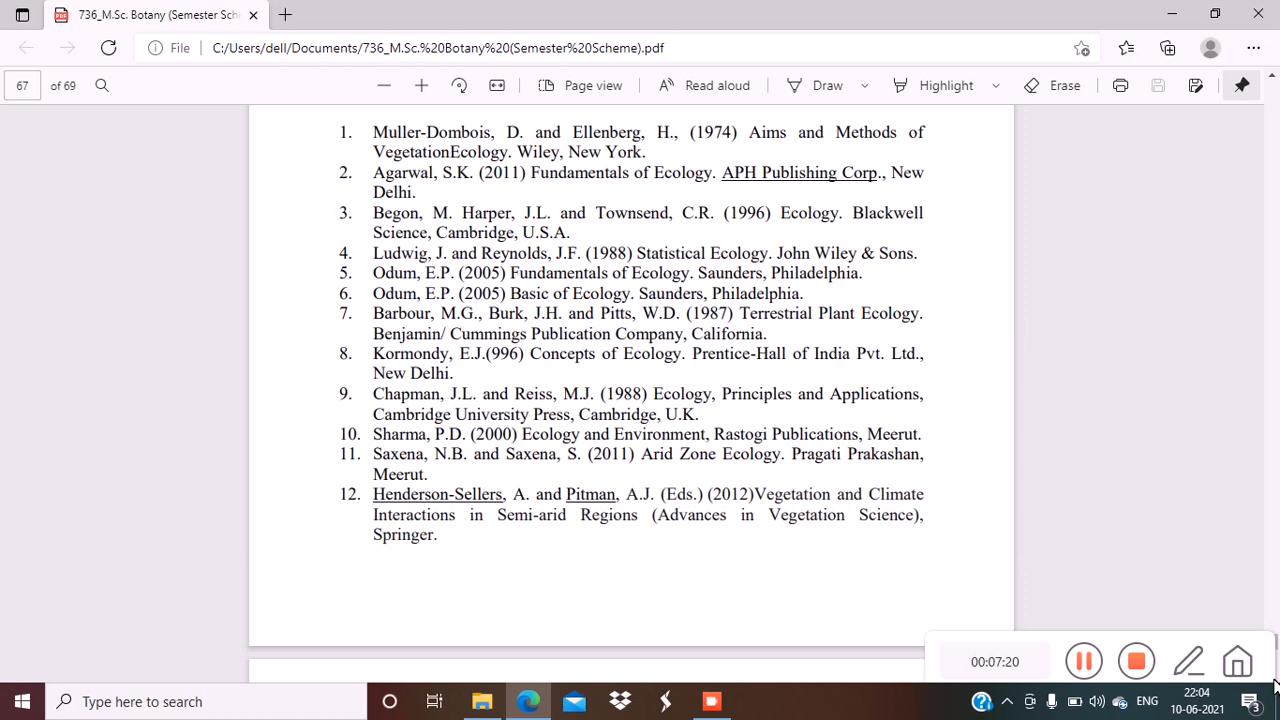 736_M.Sc. Botany (Semester Sch
File C:/Users/dell/Documents/736_M.Sc.%20Botany%20(Semester%20Scheme).pdf
67 of 69 Page view Read aloud Draw Highlight Erase
1. Muller-Dombois, D. and Ellenberg, H., (1974) Aims and Methods of
VegetationEcology. Wiley, New York.
2. Agarwal, S.K. (2011) Fundamentals of Ecology. APH Publishing Corp., New
Delhi.
3. Begon, M. Harper, J.L. and Townsend, C.R. (1996) Ecology. Blackwell
Science, Cambridge, U.S.A.
4. Ludwig, J. and Reynolds, J.F. (1988) Statistical Ecology. John Wiley & Sons.
5. Odum, E.P. (2005) Fundamentals of Ecology. Saunders, Philadelphia.
6. Odum, E.P. (2005) Basic of Ecology. Saunders, Philadelphia.
7. Barbour, M.G., Burk, J.H. and Pitts, W.D. (1987) Terrestrial Plant Ecology.
Benjamin/ Cummings Publication Company, California.
8. Kormondy, E.J.(996) Concepts of Ecology. Prentice-Hall of India Pvt. Ltd.,
New Delhi.
9. Chapman, J.L. and Reiss, M.J. (1988) Ecology, Principles and Applications,
Cambridge University Press, Cambridge, U.K.
10. Sharma, P.D. (2000) Ecology and Environment, Rastogi Publications, Meerut.
11. Saxena, N.B. and Saxena, S. (2011) Arid Zone Ecology. Pragati Prakashan,
Meerut.
12. Henderson-Sellers, A. and Pitman, A.J. (Eds.) (2012)Vegetation and Climate
Interactions in Semi-arid Regions (Advances in Vegetation Science),
Springer.
00:07:20
Type here to search
ENG
22:04
10-06-2021
3